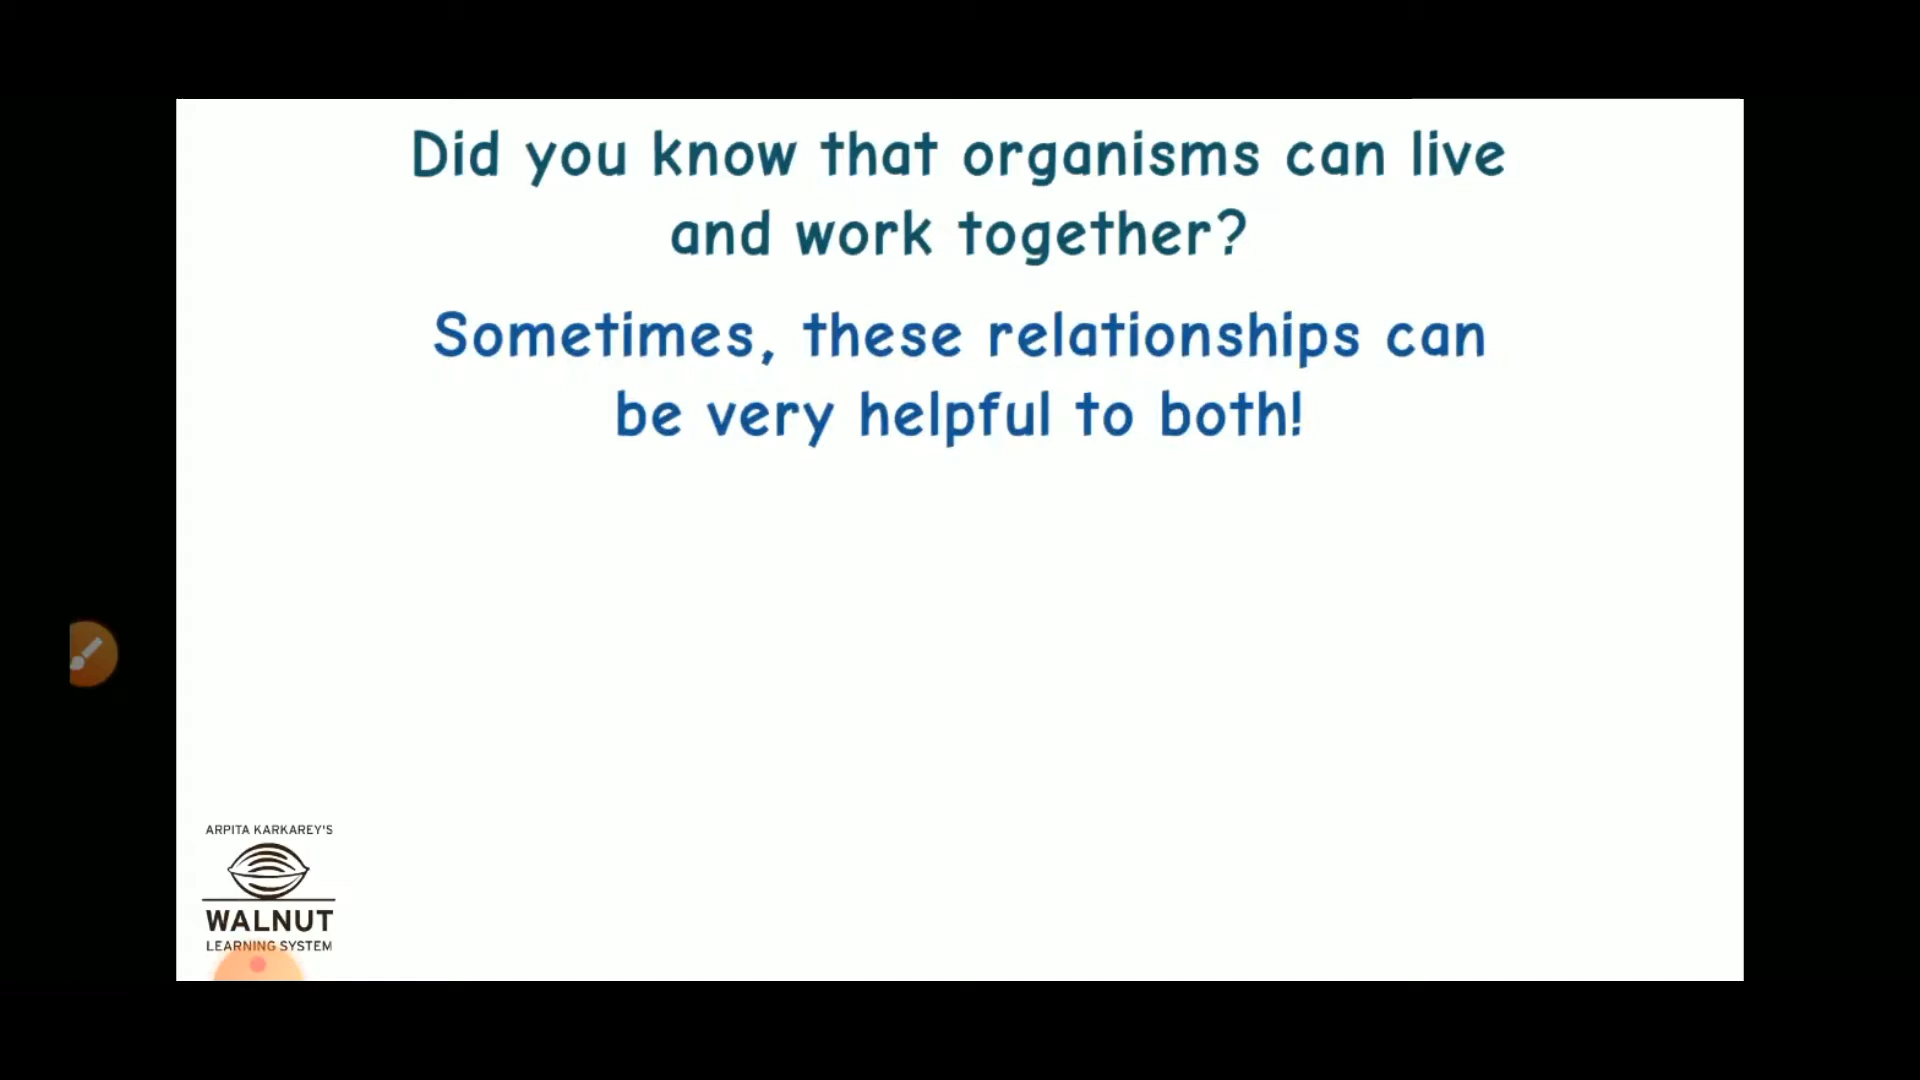 Did you know that organisms can live
and work together?
Sometimes, these relationships can
be very helpful to both!
ARPITA KARKAREY'S
WALNUT
LEARNING SYSTEM